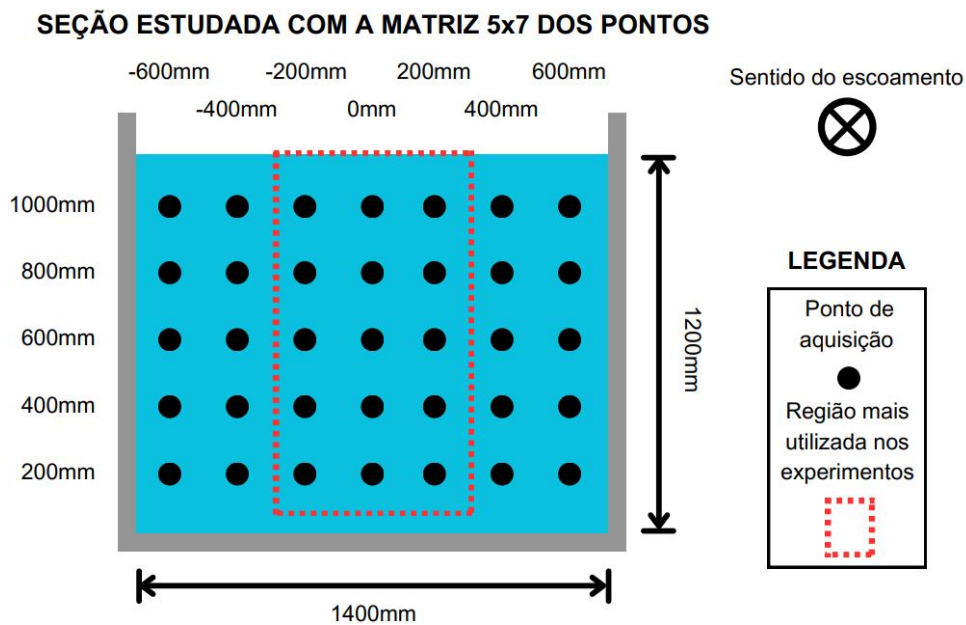 SEÇÃO ESTUDADA COM A MATRIZ 5x7 DOS PONTOS
-600mm
-200mm
200mm
600mm
-400mm
0mm
400mm
Sentido do escoamento
1000mm
800mm
600mm
400mm
200mm
1200mm
1400mm
LEGENDA
Ponto de
aquisição
Região mais
utilizada nos
experimentos